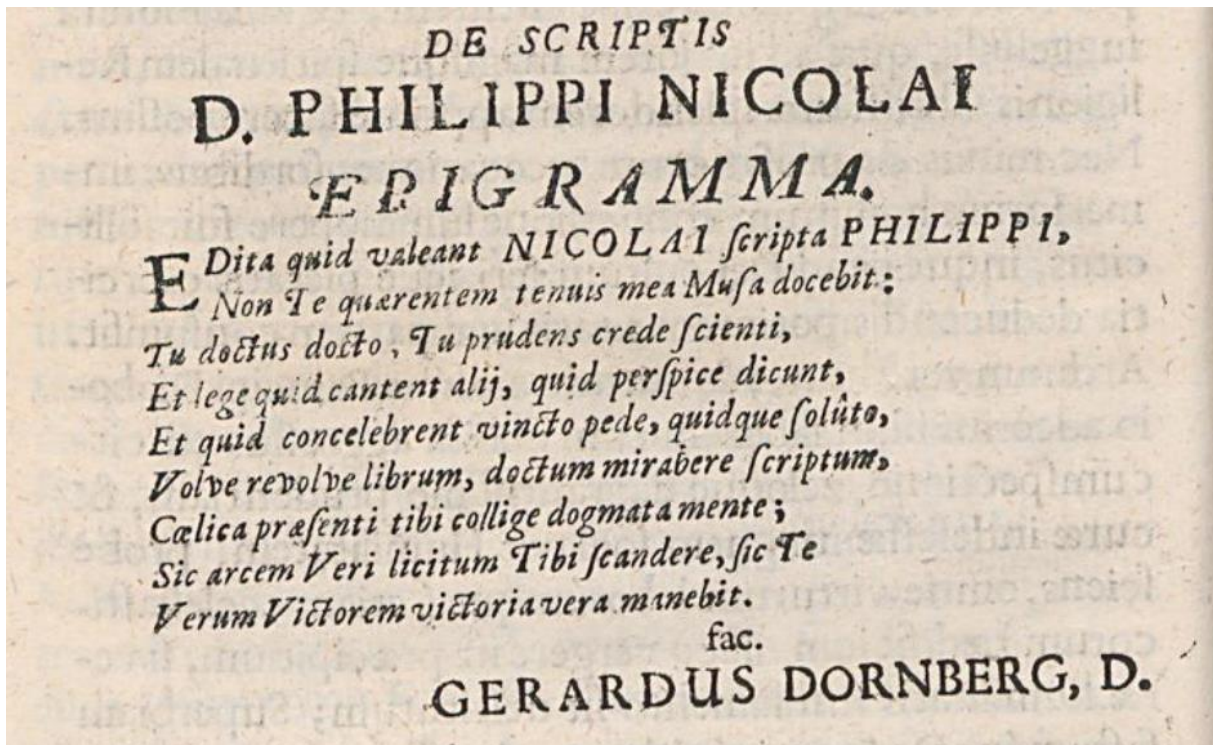 DE SCRIPTIS
D. PHILIPPI NICOLAI
EPIGRAMMA.
EDita quid valeant NICOLAI ſcripta PHILIPPI,
Non Te quærentem tenuis mea Muſa docebit:
Tu doctus docto, Tu prudens crede ſcienti,
Et lege quid cantent alij, quid perſpice dicunt,
Et quid concelebrent vincto pede, quidque ſolûto,
Volve revolve librum, doctum mirabere ſcriptum,
Cælica præſenti tibi collige dogmata mente;
Sic arcem Veri licitum Tibi ſcandere, ſic Te
Verum Victorem victoria vera manebit.
fac.
GERARDUS DORNBERG, D.